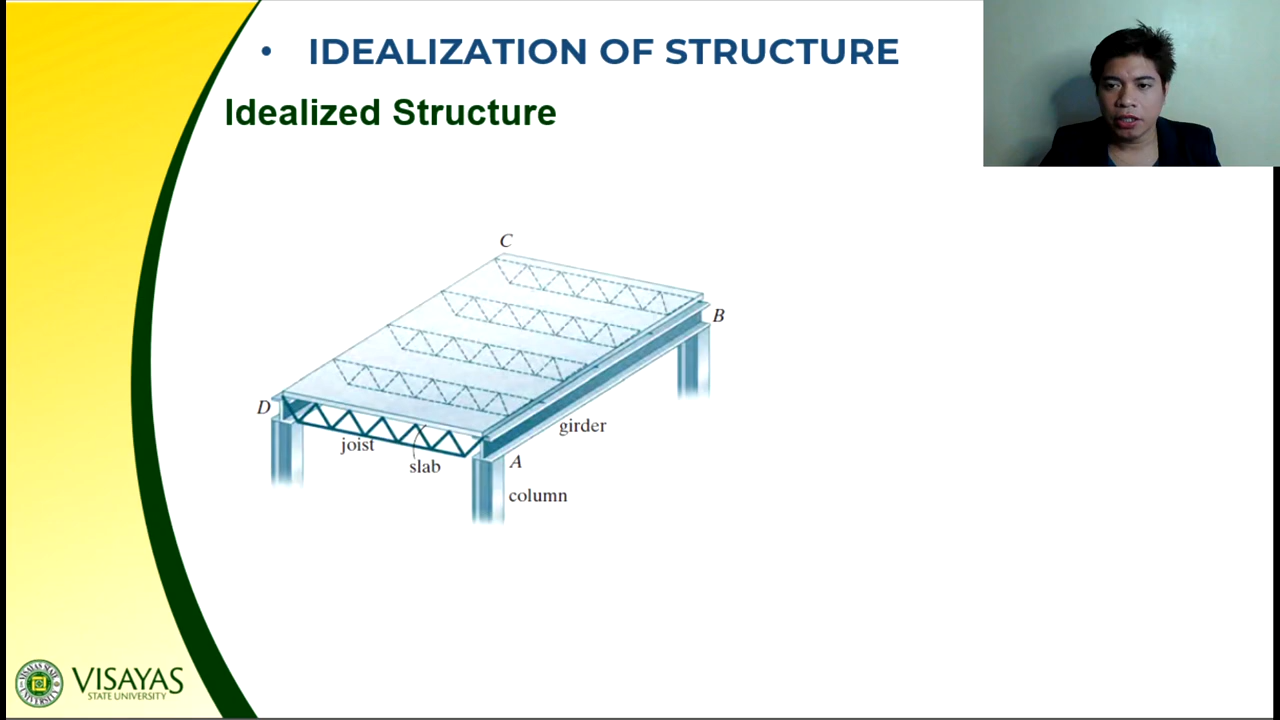 • IDEALIZATION OF STRUCTURE
Idealized Structure
C
B
D
joist
slab
girder
A
column
VISAYAS
STATE UNIVERSITY